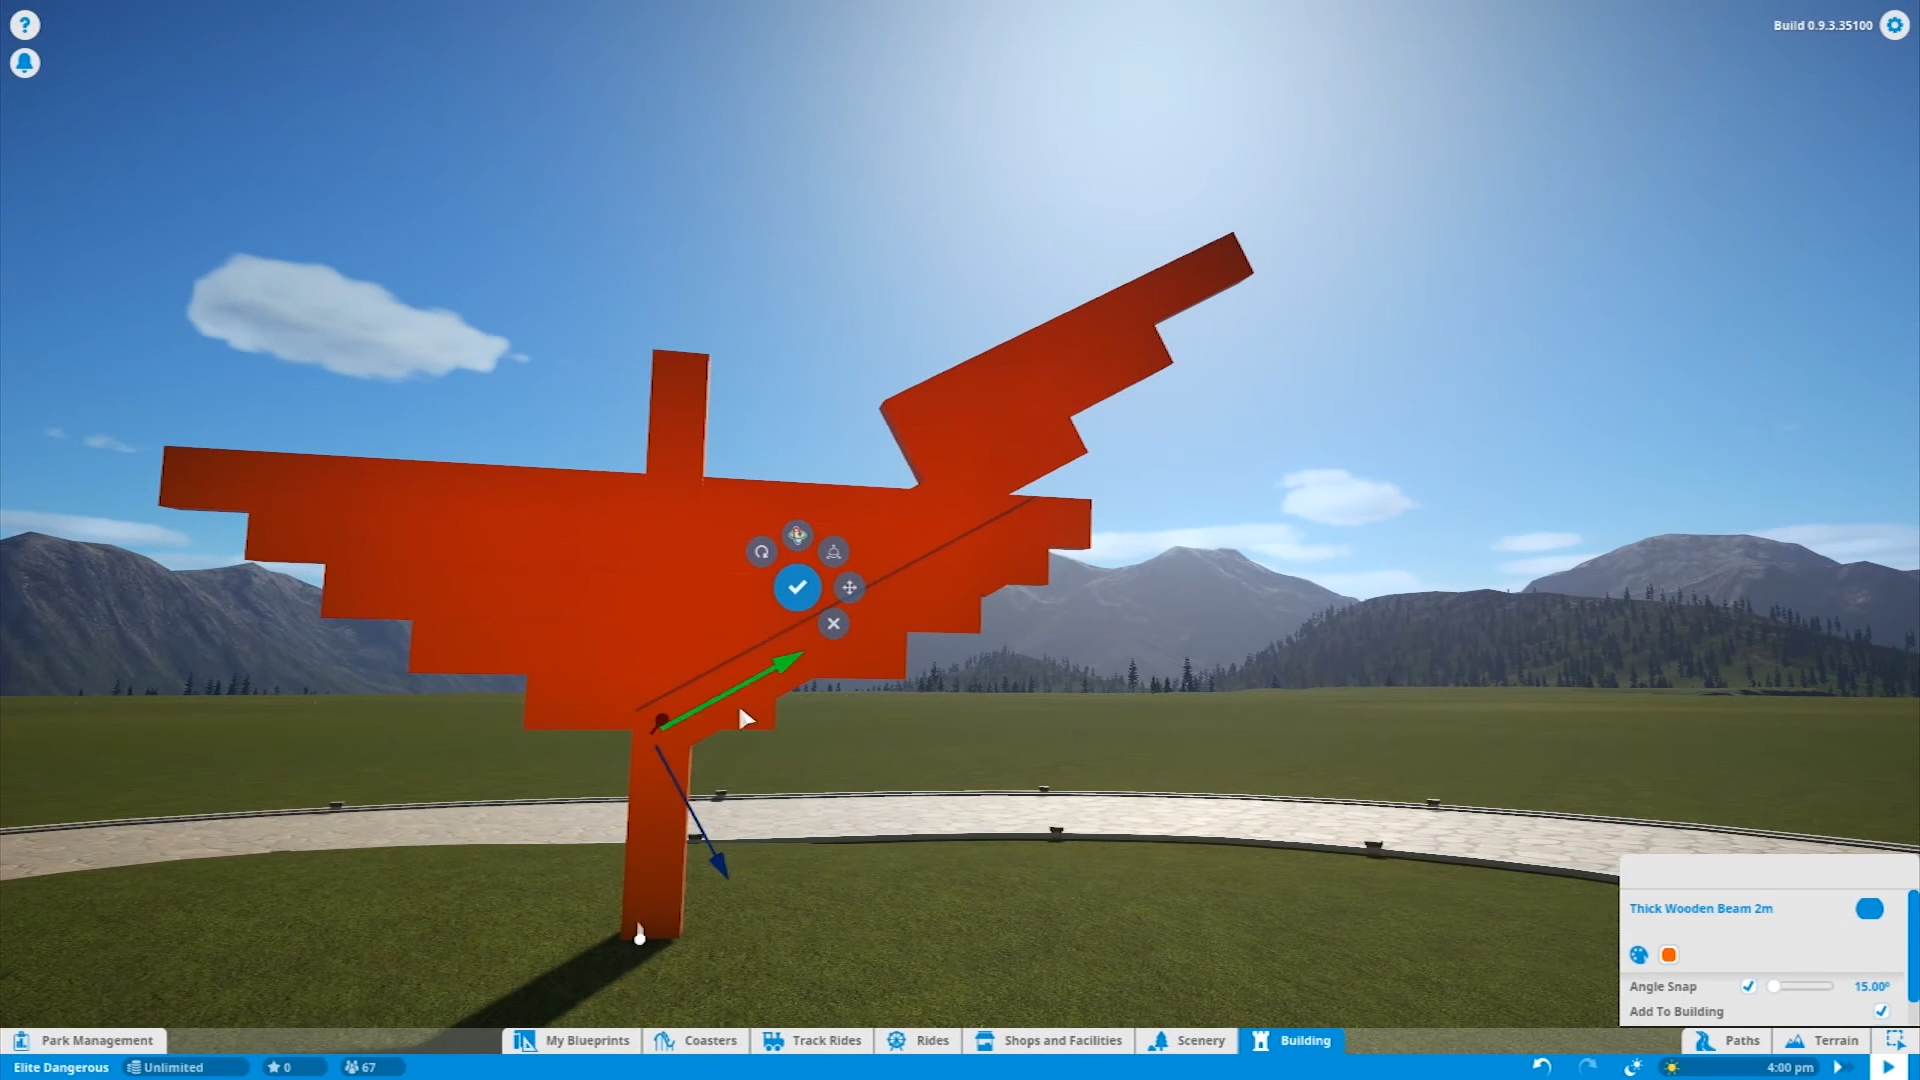 Build 0.9.3.35100
Thick Wooden Beam 2m
Angle Snap 15.00°
Add To Building
Park Management My Blueprints Coasters Track Rides Rides Shops and Facilities Scenery Building Paths Terrain
Elite Dangerous Unlimited 0 67 4:00 pm